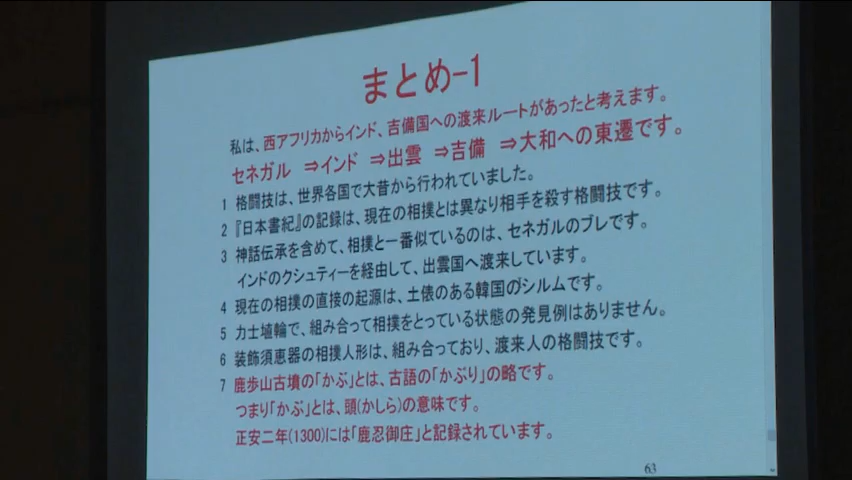 まとめ-1
私は、西アフリカからインド、吉備国への渡来ルートがあったと考えます。
セネガル ⇒インド ⇒出雲 ⇒吉備 ⇒大和への東遷です。
1 格闘技は、世界各国で大昔から行われていました。
2 『日本書紀』の記録は、現在の相撲とは異なり相手を殺す格闘技です。
3 神話伝承を含めて、相撲と一番似ているのは、セネガルのブレです。
インドのクシュティーを経由して、出雲国へ渡来しています。
4 現在の相撲の直接の起源は、土俵のある韓国のシルムです。
5 力士埴輪で、組み合って相撲をとっている状態の発見例はありません。
6 装飾須恵器の相撲人形は、組み合っており、渡来人の格闘技です。
7 鹿歩山古墳の「かぶ」とは、古語の「かぶり」の略です。
つまり「かぶ」とは、頭(かしら)の意味です。
正安二年(1300)には「鹿忍御庄」と記録されています。
63